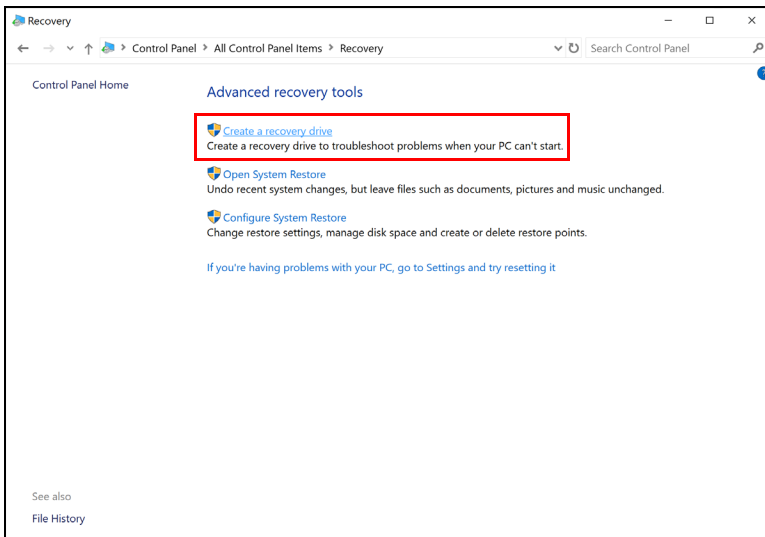 Recovery
Control Panel > All Control Panel Items > Recovery
Search Control Panel
Control Panel Home
Advanced recovery tools
Create a recovery drive
Create a recovery drive to troubleshoot problems when your PC can't start.
Open System Restore
Undo recent system changes, but leave files such as documents, pictures and music unchanged.
Configure System Restore
Change restore settings, manage disk space and create or delete restore points.
If you're having problems with your PC, go to Settings and try resetting it
See also
File History